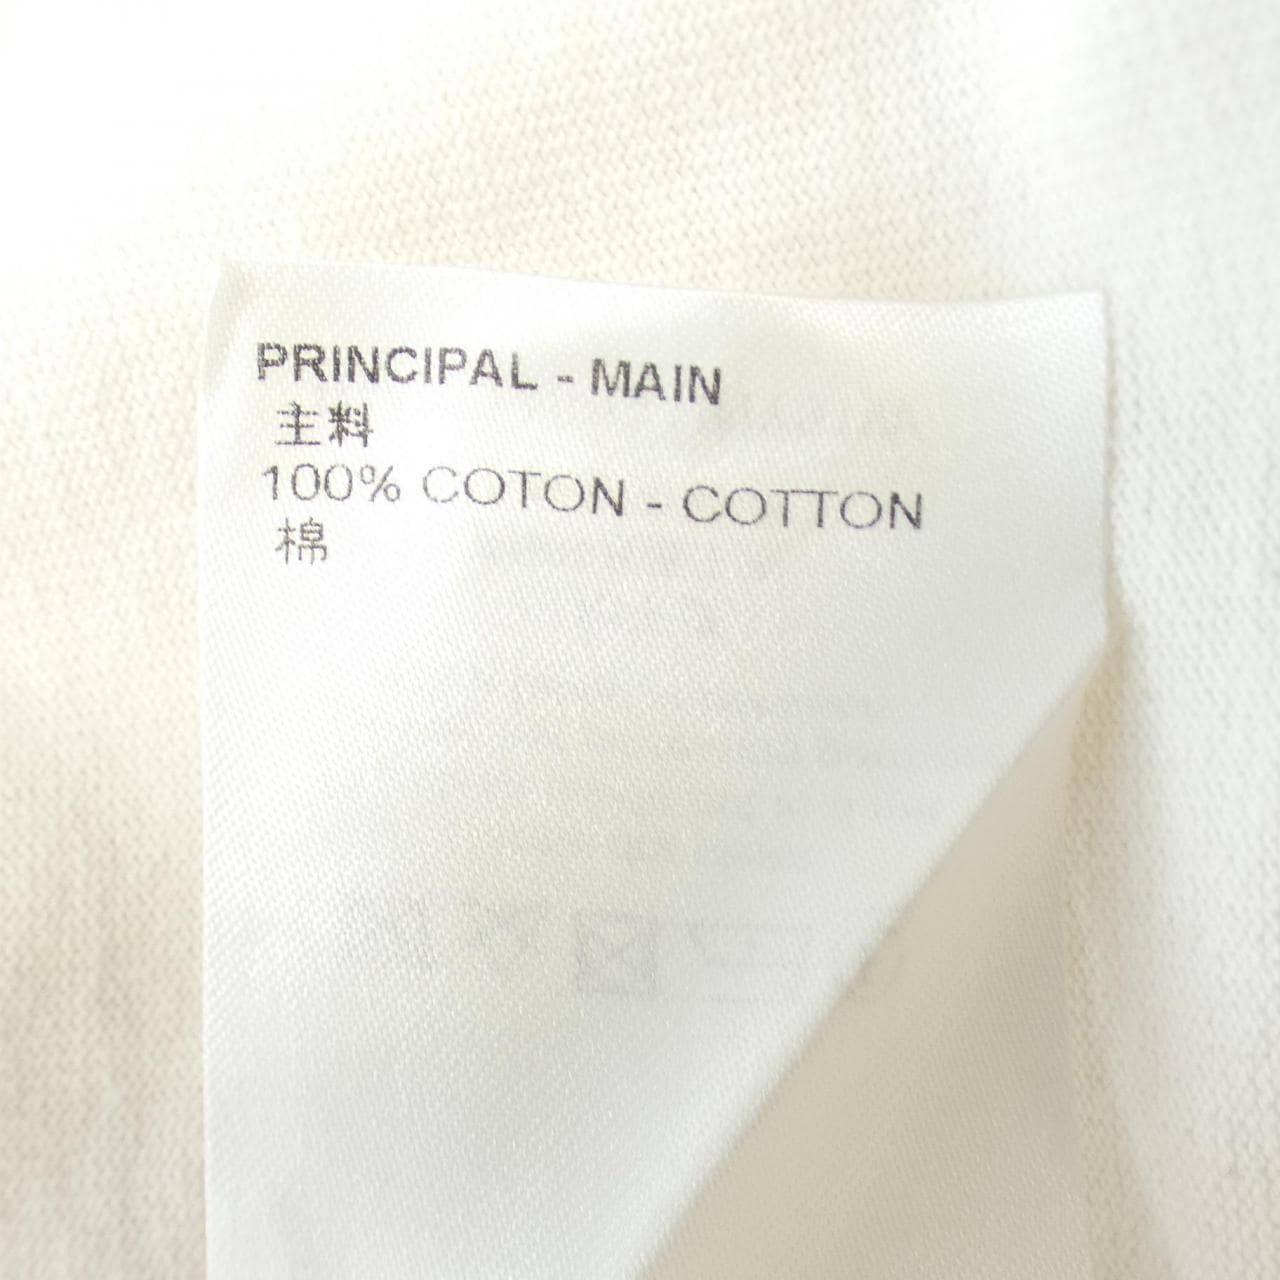 PRINCIPAL - MAIN
主料
100% COTON - COTTON
棉